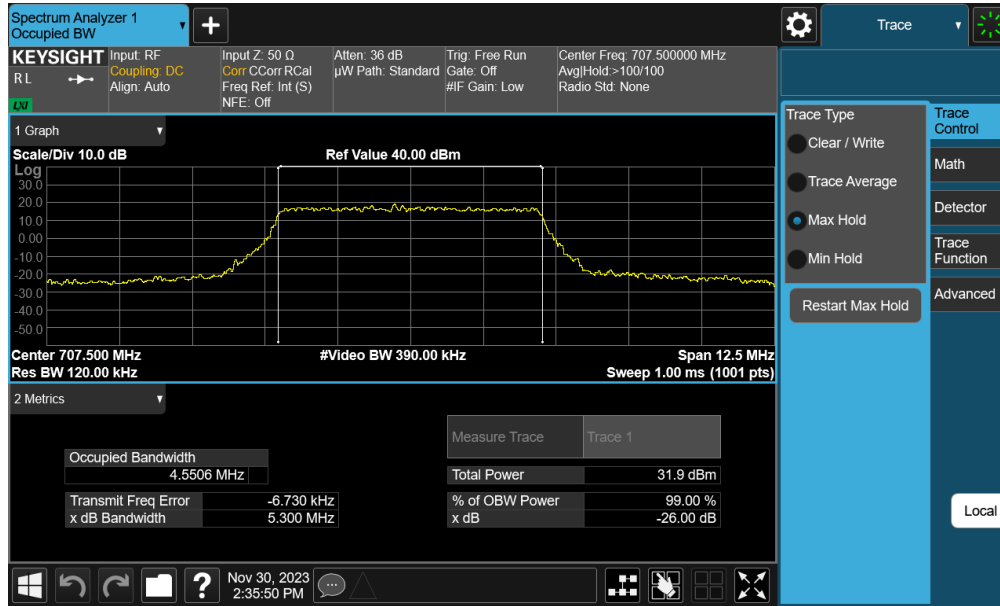 Spectrum Analyzer 1
Occupied BW
+
Trace
KEYSIGHT
R L
LXI
Input: RF
Coupling: DC
Align: Auto
Input Z: 50 Ω
Corr CCorr RCal
Freq Ref: Int (S)
NFE: Off
Atten: 36 dB
µW Path: Standard
Trig: Free Run
Gate: Off
#IF Gain: Low
Center Freq: 707.500000 MHz
Avg|Hold:>100/100
Radio Std: None
1 Graph
Scale/Div 10.0 dB
Ref Value 40.00 dBm
Log
30.0
20.0
10.0
0.00
-10.0
-20.0
-30.0
-40.0
-50.0
Center 707.500 MHz
#Video BW 390.00 kHz
Span 12.5 MHz
Res BW 120.00 kHz
Sweep 1.00 ms (1001 pts)
2 Metrics
Measure Trace
Trace 1
Occupied Bandwidth
4.5506 MHz
Total Power
31.9 dBm
Transmit Freq Error
-6.730 kHz
% of OBW Power
99.00 %
x dB Bandwidth
5.300 MHz
x dB
-26.00 dB
?
Nov 30, 2023
2:35:50 PM
Trace Type
Clear / Write
Trace Average
Max Hold
Min Hold
Restart Max Hold
Trace
Control
Math
Detector
Trace
Function
Advanced
Local